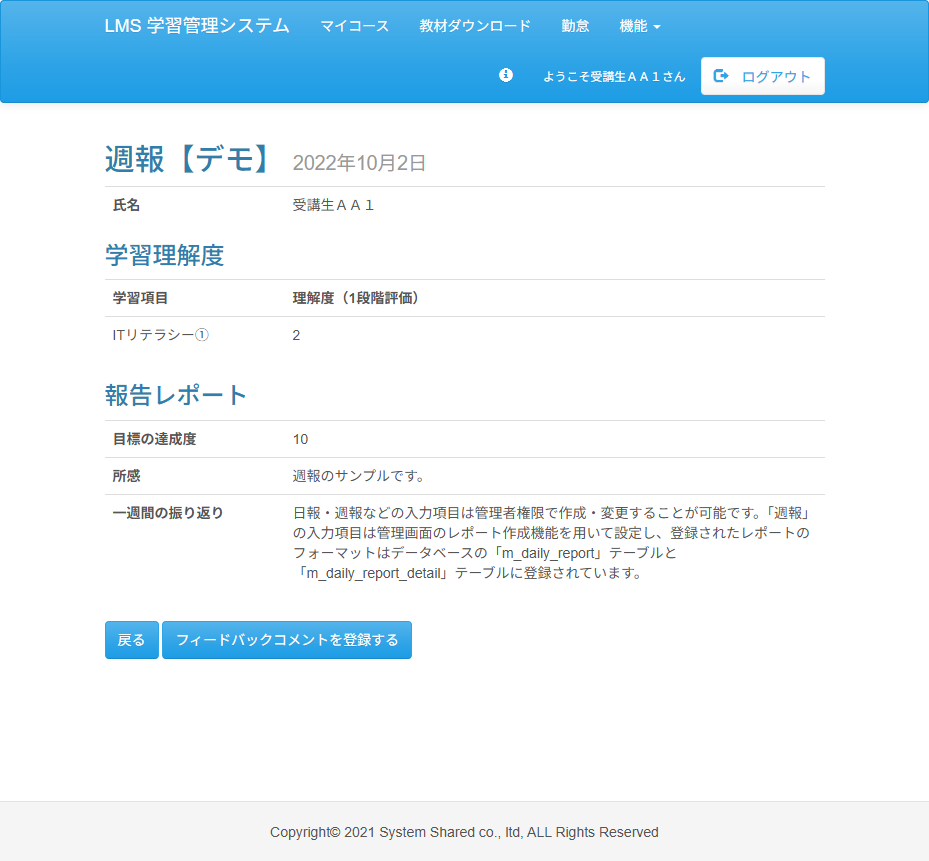 LMS 学習管理システム マイコース 教材ダウンロード 勤怠 機能
ようこそ受講生ＡＡ１さん ログアウト
週報【デモ】 2022年10月2日
氏名 受講生ＡＡ１
学習理解度
学習項目 理解度（1段階評価）
ITリテラシー① 2
報告レポート
目標の達成度 10
所感 週報のサンプルです。
一週間の振り返り 日報・週報などの入力項目は管理者権限で作成・変更することが可能です。「週報」
の入力項目は管理画面のレポート作成機能を用いて設定し、登録されたレポートの
フォーマットはデータベースの「m_daily_report」テーブルと
「m_daily_report_detail」テーブルに登録されています。
戻る フィードバックコメントを登録する
Copyright© 2021 System Shared co., ltd, ALL Rights Reserved